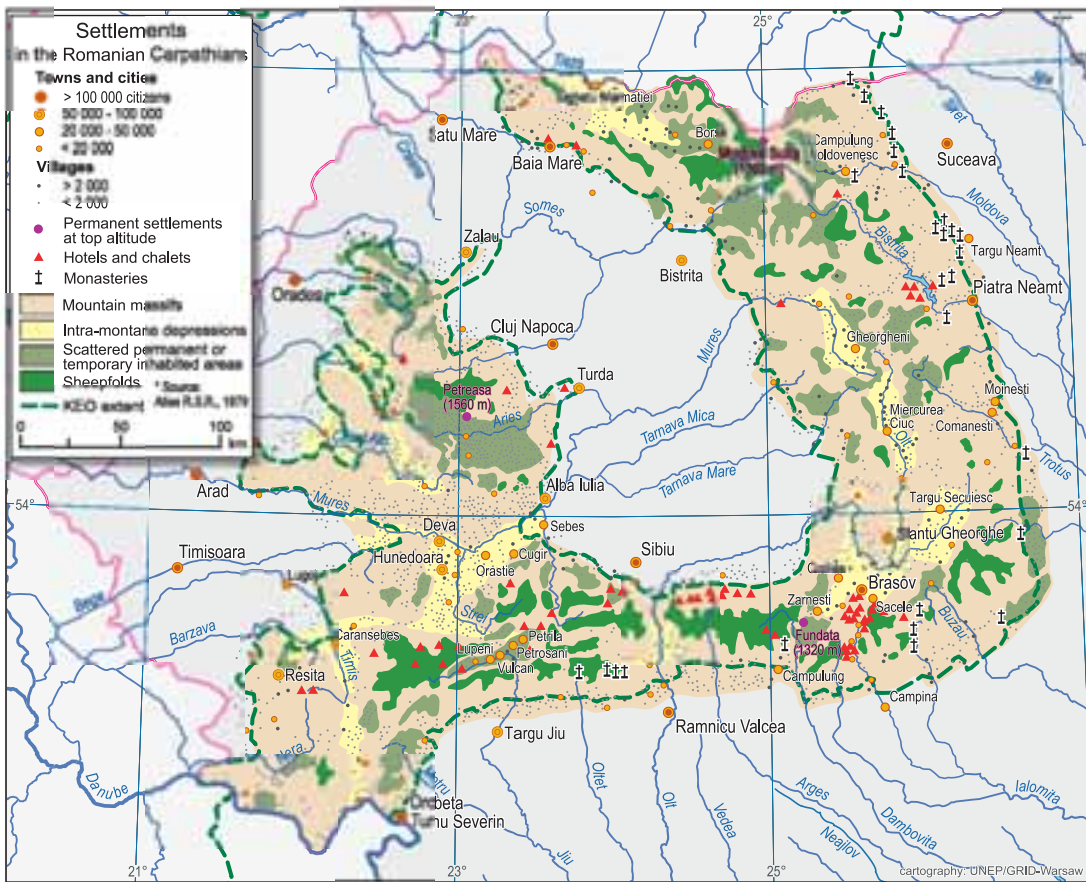 Settlements
in the Romanian Carpathians
Towns and cities
> 100 000 citizens
50 000 - 100 000
20 000 - 50 000
< 20 000
Villages
> 2 000
< 2 000
Permanent settlements
at top altitude
Hotels and chalets
Monasteries
Mountain massifs
Intra-montane depressions
Scattered permanent or
temporary inhabited areas
Sheepfolds
* Source
Atlas R.S.R., 1979
KEO extent
0 50 100
km
25°
Satu Mare
Baia Mare
Borsa
Campulung
Moldovenesc
Suceava
Siret
Moldova
Somes
Zalau
Bistrita
Bistrita
Targu Neamt
Piatra Neamt
Oradea
Cluj Napoca
Mures
Gheorgheni
Turda
Petreasa
(1560 m)
Aries
Tarnava Mica
Tarnava Mare
Miercurea
Ciuc
Olt
Moinesti
Comanesti
Trotus
Arad
54°
Mures
Alba Iulia
Sebes
Targu Secuiesc
54°
Deva
Hunedoara
Cugir
Orastie
Sibiu
Sfantu Gheorghe
Timisoara
Brasov
Zarnesti
Sacele
Fundata
(1320 m)
Buzau
Barzava
Strei
Caransebes
Timis
Lupeni
Petrila
Petrosani
Vulcan
Resita
Campulung
Campina
Ramnicu Valcea
Targu Jiu
Nera
Danube
Drobeta
Turnu Severin
Oltet
Olt
Vedea
Arges
Neajlov
Dambovita
Ialomita
Jiu
21°
23°
25°
cartography: UNEP/GRID-Warsaw